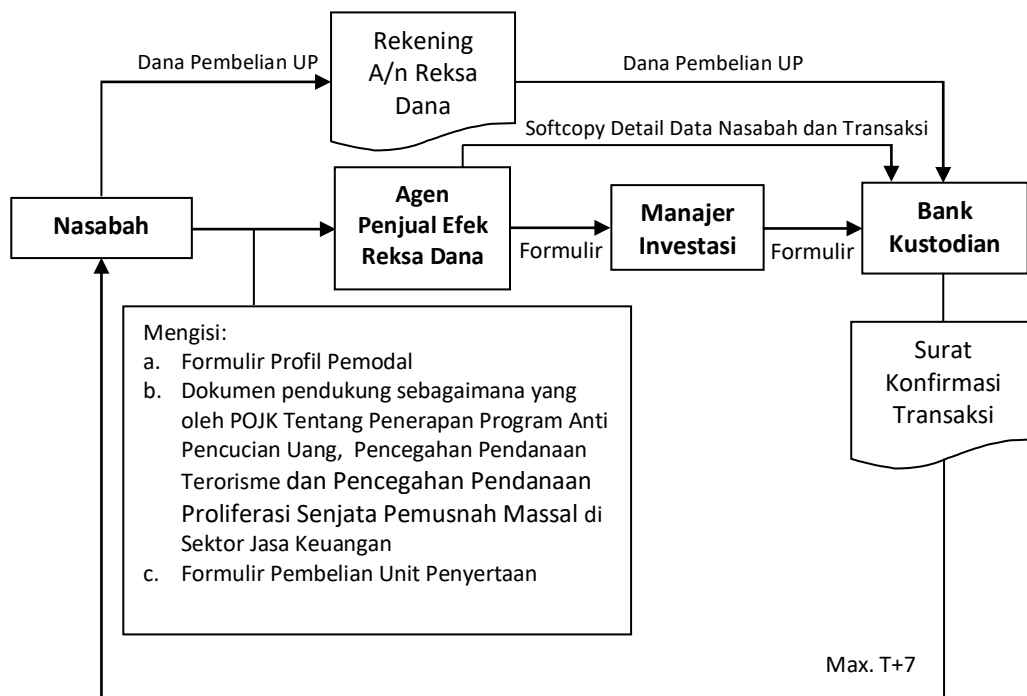 Rekening
A/n Reksa
Dana
Dana Pembelian UP
Dana Pembelian UP
Softcopy Detail Data Nasabah dan Transaksi
Nasabah
Agen
Penjual Efek
Reksa Dana
Formulir
Manajer
Investasi
Formulir
Bank
Kustodian
Mengisi:
a. Formulir Profil Pemodal
b. Dokumen pendukung sebagaimana yang
oleh POJK Tentang Penerapan Program Anti
Pencucian Uang, Pencegahan Pendanaan
Terorisme dan Pencegahan Pendanaan
Proliferasi Senjata Pemusnah Massal di
Sektor Jasa Keuangan
c. Formulir Pembelian Unit Penyertaan
Surat
Konfirmasi
Transaksi
Max. T+7